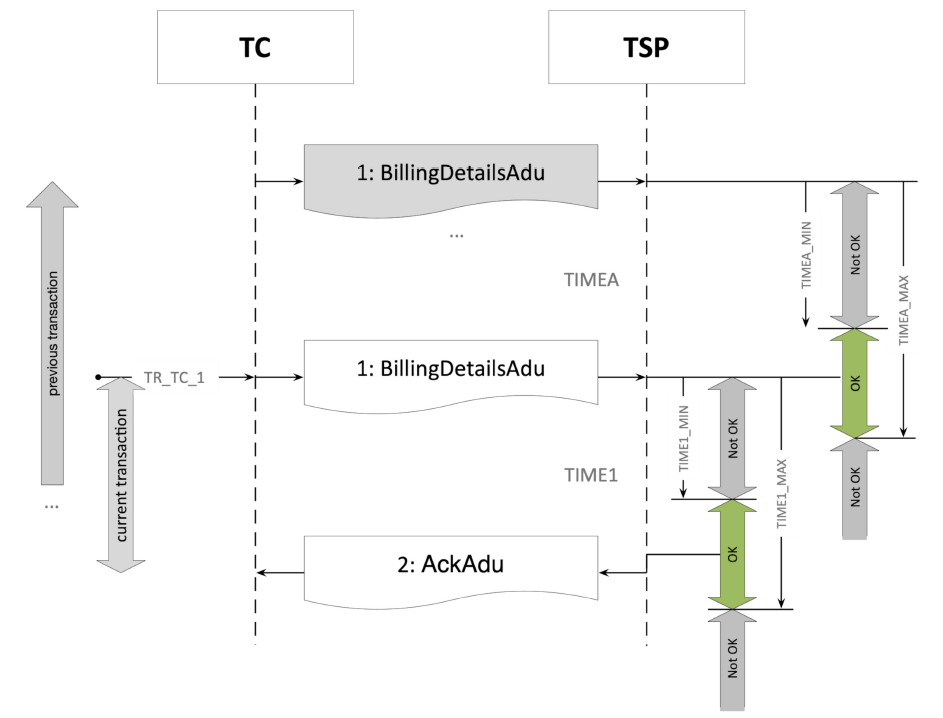 TC
TSP
1: BillingDetailsAdu
...
TIMEA
TIMEA_MIN
Not OK
TIMEA_MAX
previous transaction
TR_TC_1
1: BillingDetailsAdu
OK
current transaction
TIME1_MIN
Not OK
TIME1_MAX
Not OK
TIME1
...
2: AckAdu
OK
Not OK